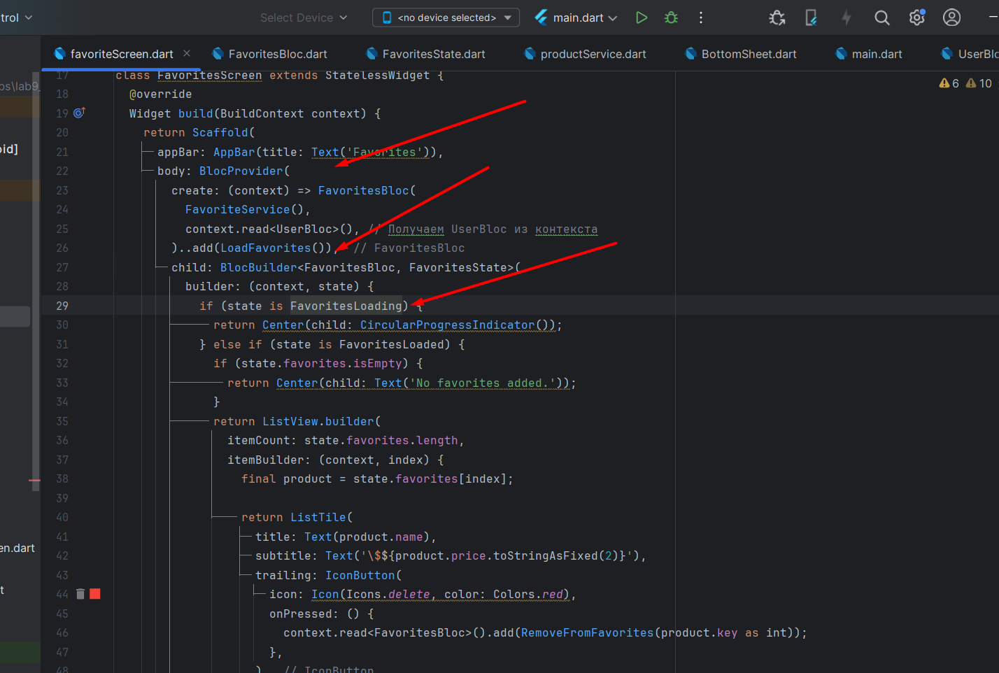 trol
Select Device
<no device selected>
main.dart
favoriteScreen.dart
FavoritesBloc.dart
FavoritesState.dart
productService.dart
BottomSheet.dart
main.dart
UserBlo
os\lab9_
oid]
en.dart
t
6
10
17 class FavoritesScreen extends StatelessWidget {
18 @override
19 Widget build(BuildContext context) {
20 return Scaffold(
21 appBar: AppBar(title: Text('Favorites')),
22 body: BlocProvider(
23 create: (context) => FavoritesBloc(
24 FavoriteService(),
25 context.read<UserBloc>(), // Получаем UserBloc из контекста
26 )..add(LoadFavorites()), // FavoritesBloc
27 child: BlocBuilder<FavoritesBloc, FavoritesState>(
28 builder: (context, state) {
29 if (state is FavoritesLoading) {
30 return Center(child: CircularProgressIndicator());
31 } else if (state is FavoritesLoaded) {
32 if (state.favorites.isEmpty) {
33 return Center(child: Text('No favorites added.'));
34 }
35 return ListView.builder(
36 itemCount: state.favorites.length,
37 itemBuilder: (context, index) {
38 final product = state.favorites[index];
39
40 return ListTile(
41 title: Text(product.name),
42 subtitle: Text('\$${product.price.toStringAsFixed(2)}'),
43 trailing: IconButton(
44 icon: Icon(Icons.delete, color: Colors.red),
45 onPressed: () {
46 context.read<FavoritesBloc>().add(RemoveFromFavorites(product.key as int));
47 },
48 ) // IconButton